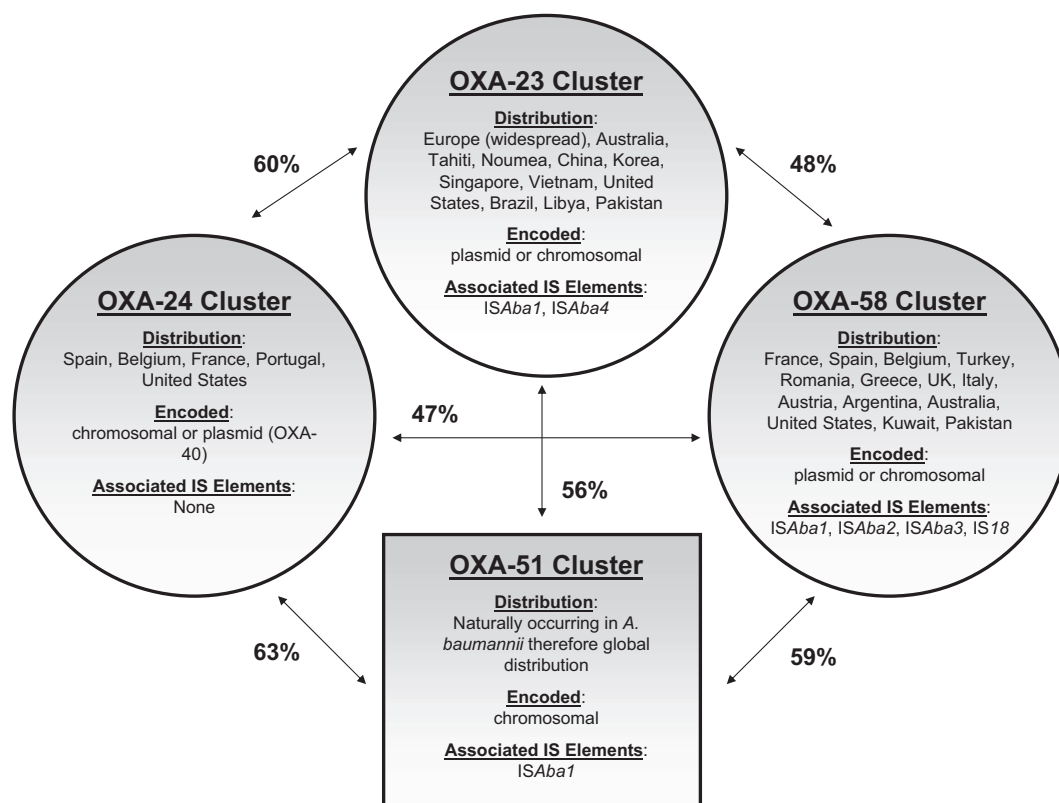 OXA-23 Cluster
Distribution:
Europe (widespread), Australia,
Tahiti, Noumea, China, Korea,
Singapore, Vietnam, United
States, Brazil, Libya, Pakistan
Encoded:
plasmid or chromosomal
Associated IS Elements:
ISAba1, ISAba4
60%
48%
OXA-24 Cluster
Distribution:
Spain, Belgium, France, Portugal,
United States
Encoded:
chromosomal or plasmid (OXA-
40)
Associated IS Elements:
None
OXA-58 Cluster
Distribution:
France, Spain, Belgium, Turkey,
Romania, Greece, UK, Italy,
Austria, Argentina, Australia,
United States, Kuwait, Pakistan
Encoded:
plasmid or chromosomal
Associated IS Elements:
ISAba1, ISAba2, ISAba3, IS18
47%
56%
OXA-51 Cluster
Distribution:
Naturally occurring in A.
baumannii therefore global
distribution
Encoded:
chromosomal
Associated IS Elements:
ISAba1
63%
59%